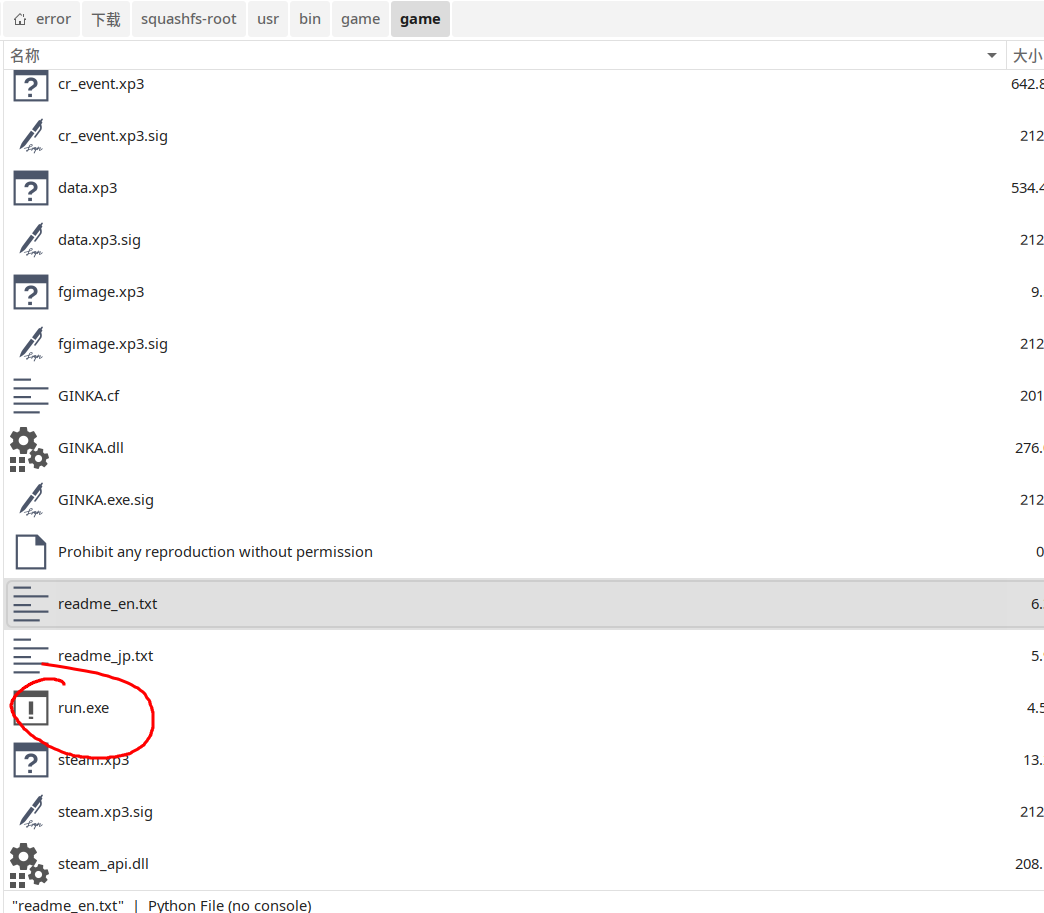 error 下载 squashfs-root usr bin game game
名称 大小
cr_event.xp3 642.8
cr_event.xp3.sig 212
data.xp3 534.4
data.xp3.sig 212
fgimage.xp3 9.
fgimage.xp3.sig 212
GINKA.cf 201
GINKA.dll 276.
GINKA.exe.sig 212
Prohibit any reproduction without permission 0
readme_en.txt 6.
readme_jp.txt 5.
run.exe 4.5
steam.xp3 13.
steam.xp3.sig 212
steam_api.dll 208.
"readme_en.txt" | Python File (no console)